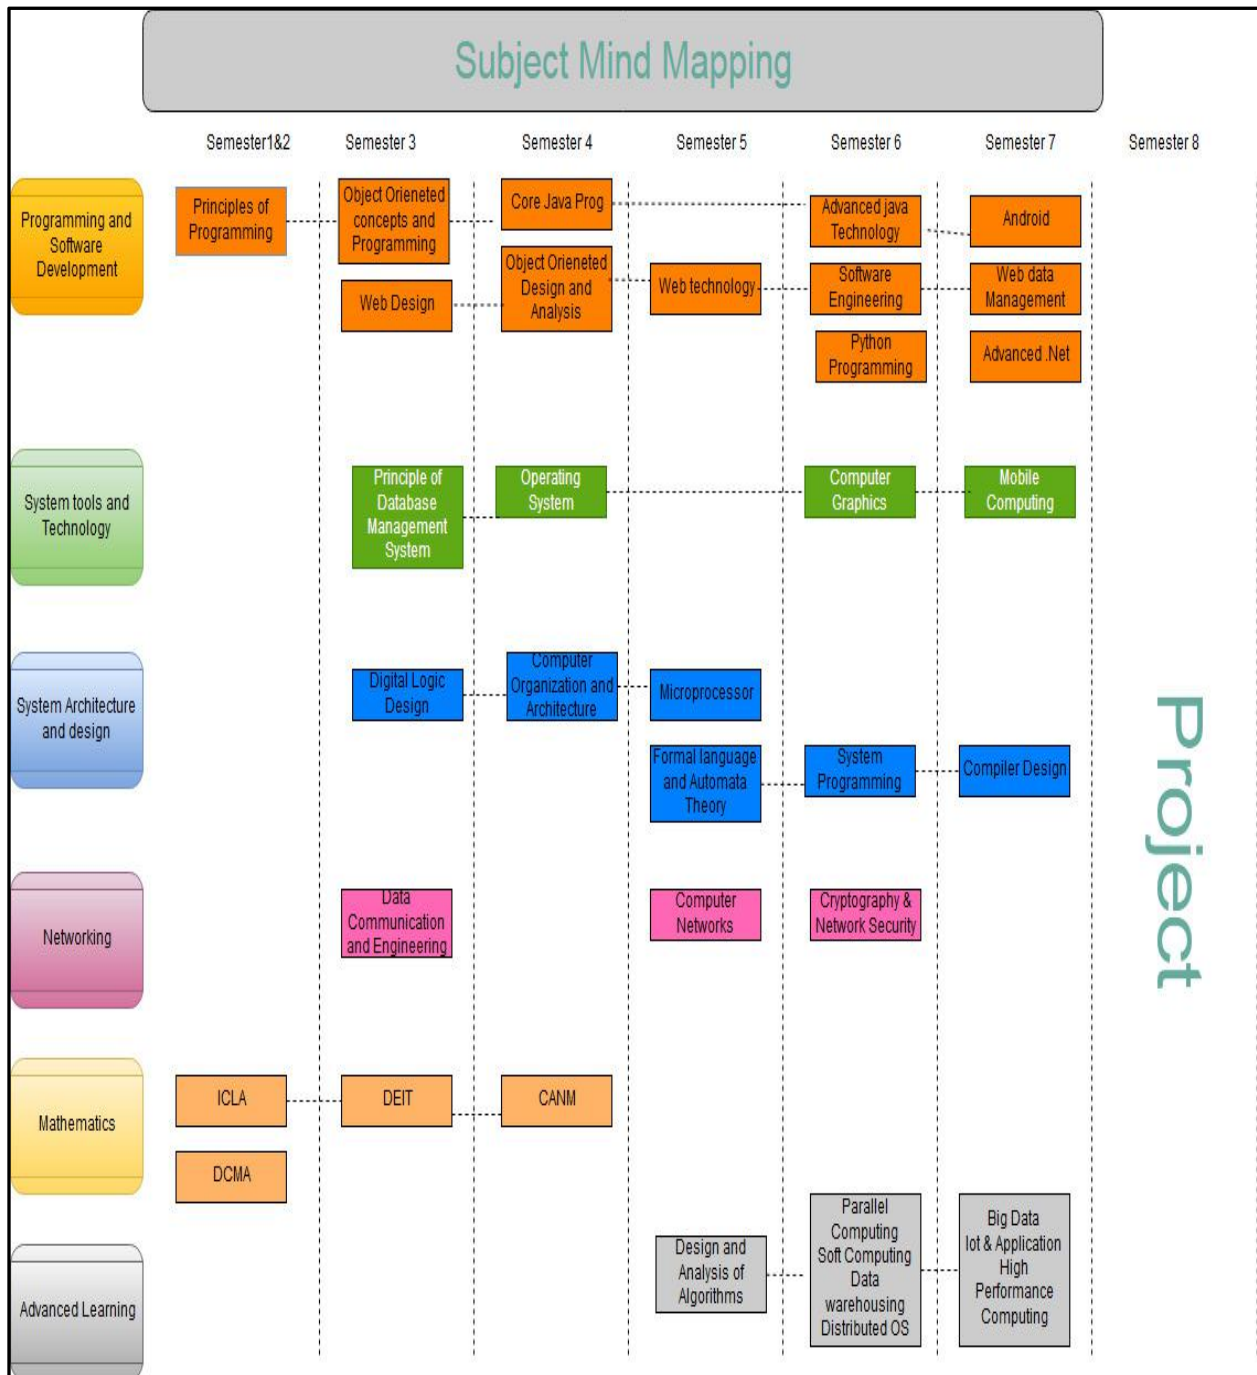 Subject Mind Mapping
Semester1&2
Semester 3
Semester 4
Semester 5
Semester 6
Semester 7
Semester 8
Programming and
Software
Development
Principles of
Programming
Object Orieneted
concepts and
Programming
Web Design
Core Java Prog
Object Orieneted
Design and
Analysis
Web technology
Advanced java
Technology
Software
Engineering
Python
Programming
Android
Web data
Management
Advanced .Net
System tools and
Technology
Principle of
Database
Management
System
Operating
System
Computer
Graphics
Mobile
Computing
System Architecture
and design
Digital Logic
Design
Computer
Organization and
Architecture
Microprocessor
Formal language
and Automata
Theory
System
Programming
Compiler Design
Networking
Data
Communication
and Engineering
Computer
Networks
Cryptography &
Network Security
Mathematics
ICLA
DCMA
DEIT
CANM
Advanced Learning
Design and
Analysis of
Algorithms
Parallel
Computing
Soft Computing
Data
warehousing
Distributed OS
Big Data
Iot & Application
High
Performance
Computing
Project